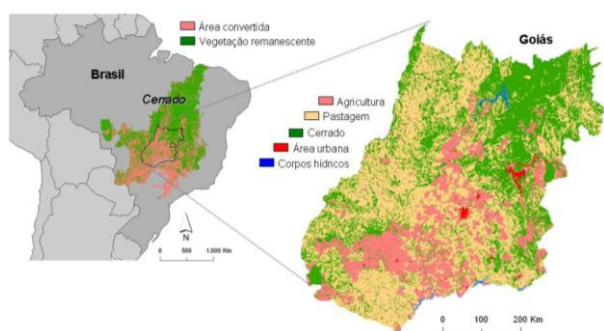 Área convertida
Vegetação remanescente
Brasil
Cerrado
N
0 500 1.000 Km
Goiás
Agricultura
Pastagem
Cerrado
Área urbana
Corpos hídricos
0 100 200 Km